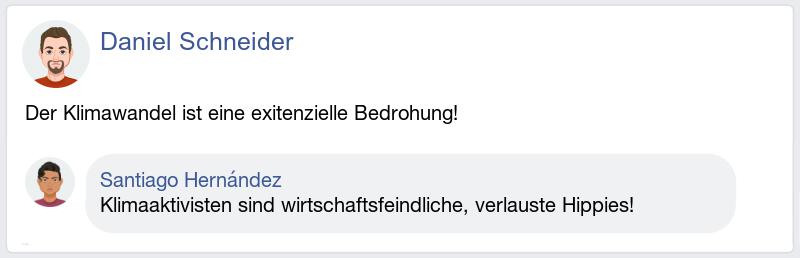 Daniel Schneider
Der Klimawandel ist eine exitenzielle Bedrohung!
Santiago Hernández
Klimaaktivisten sind wirtschaftsfeindliche, verlauste Hippies!